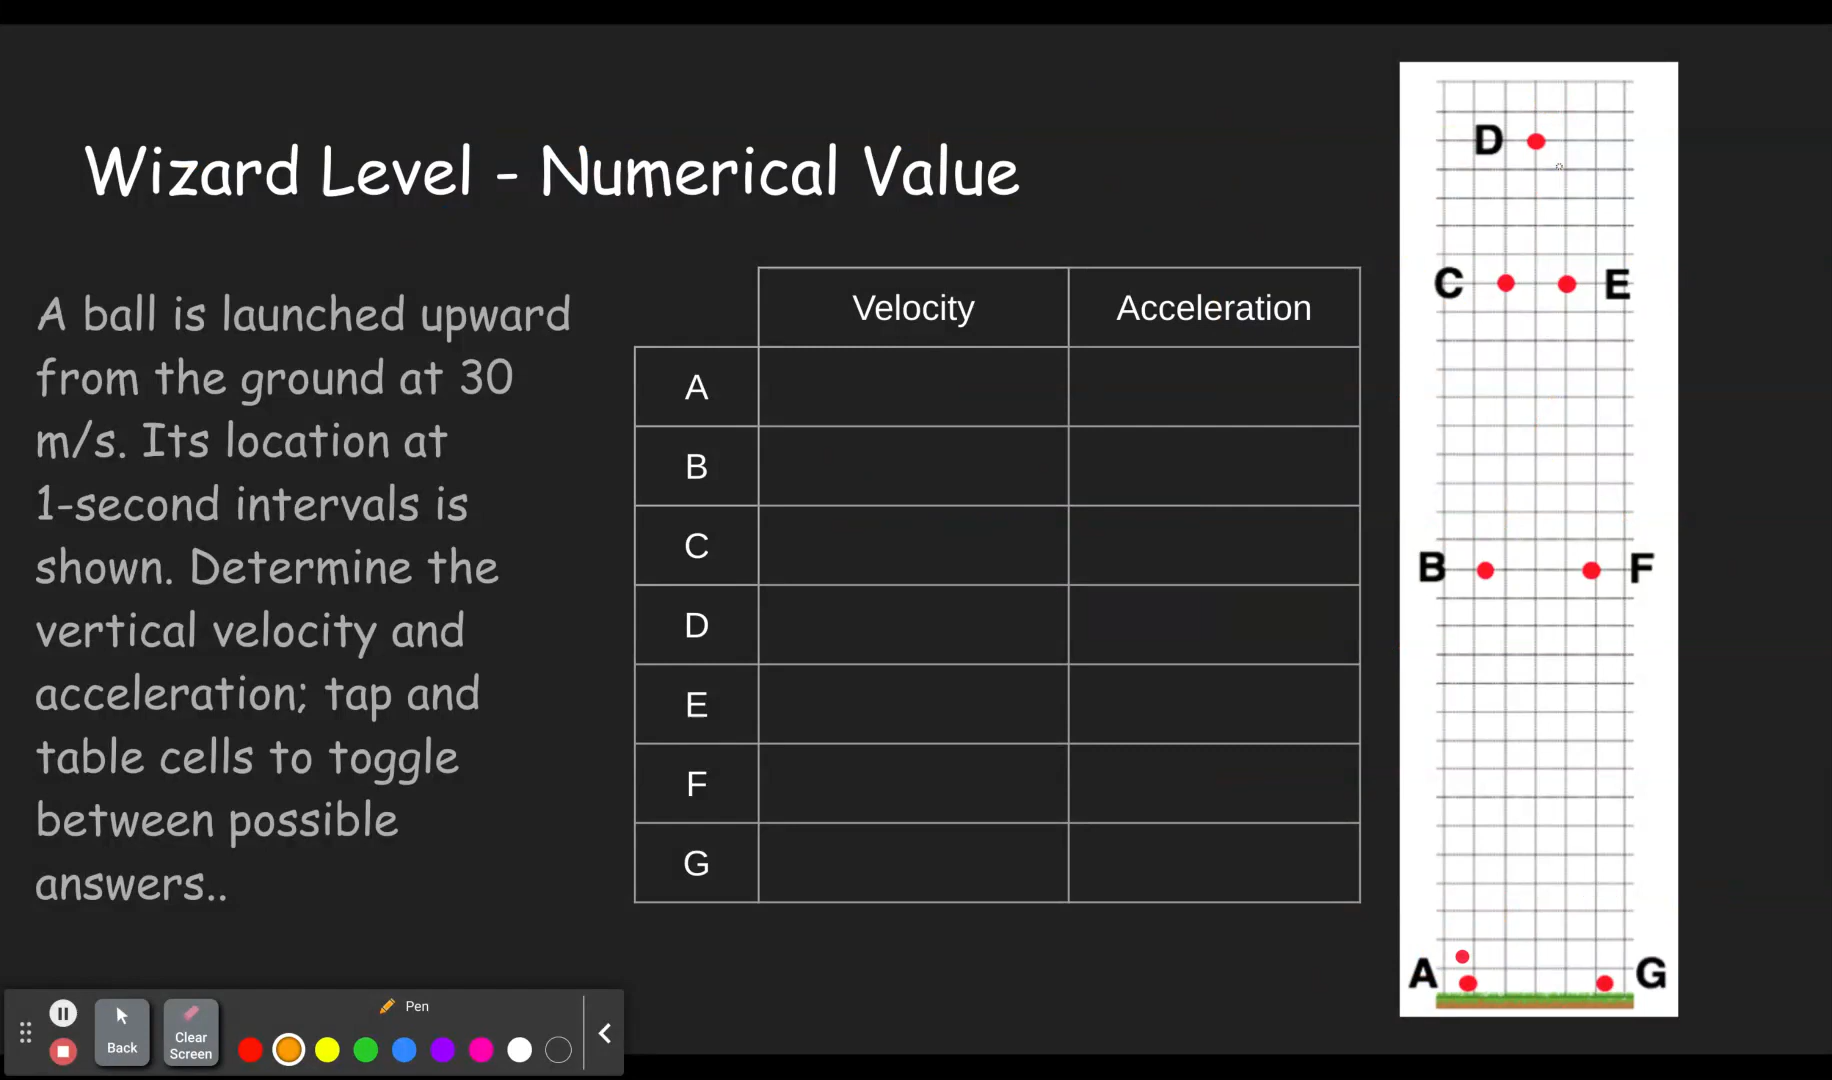 Wizard Level - Numerical Value
A ball is launched upward
from the ground at 30
m/s. Its location at
1-second intervals is
shown. Determine the
vertical velocity and
acceleration; tap and
table cells to toggle
between possible
answers..
Velocity Acceleration
A
B
C
D
E
F
G
D
C E
B F
A G
Pen
Back
Clear
Screen